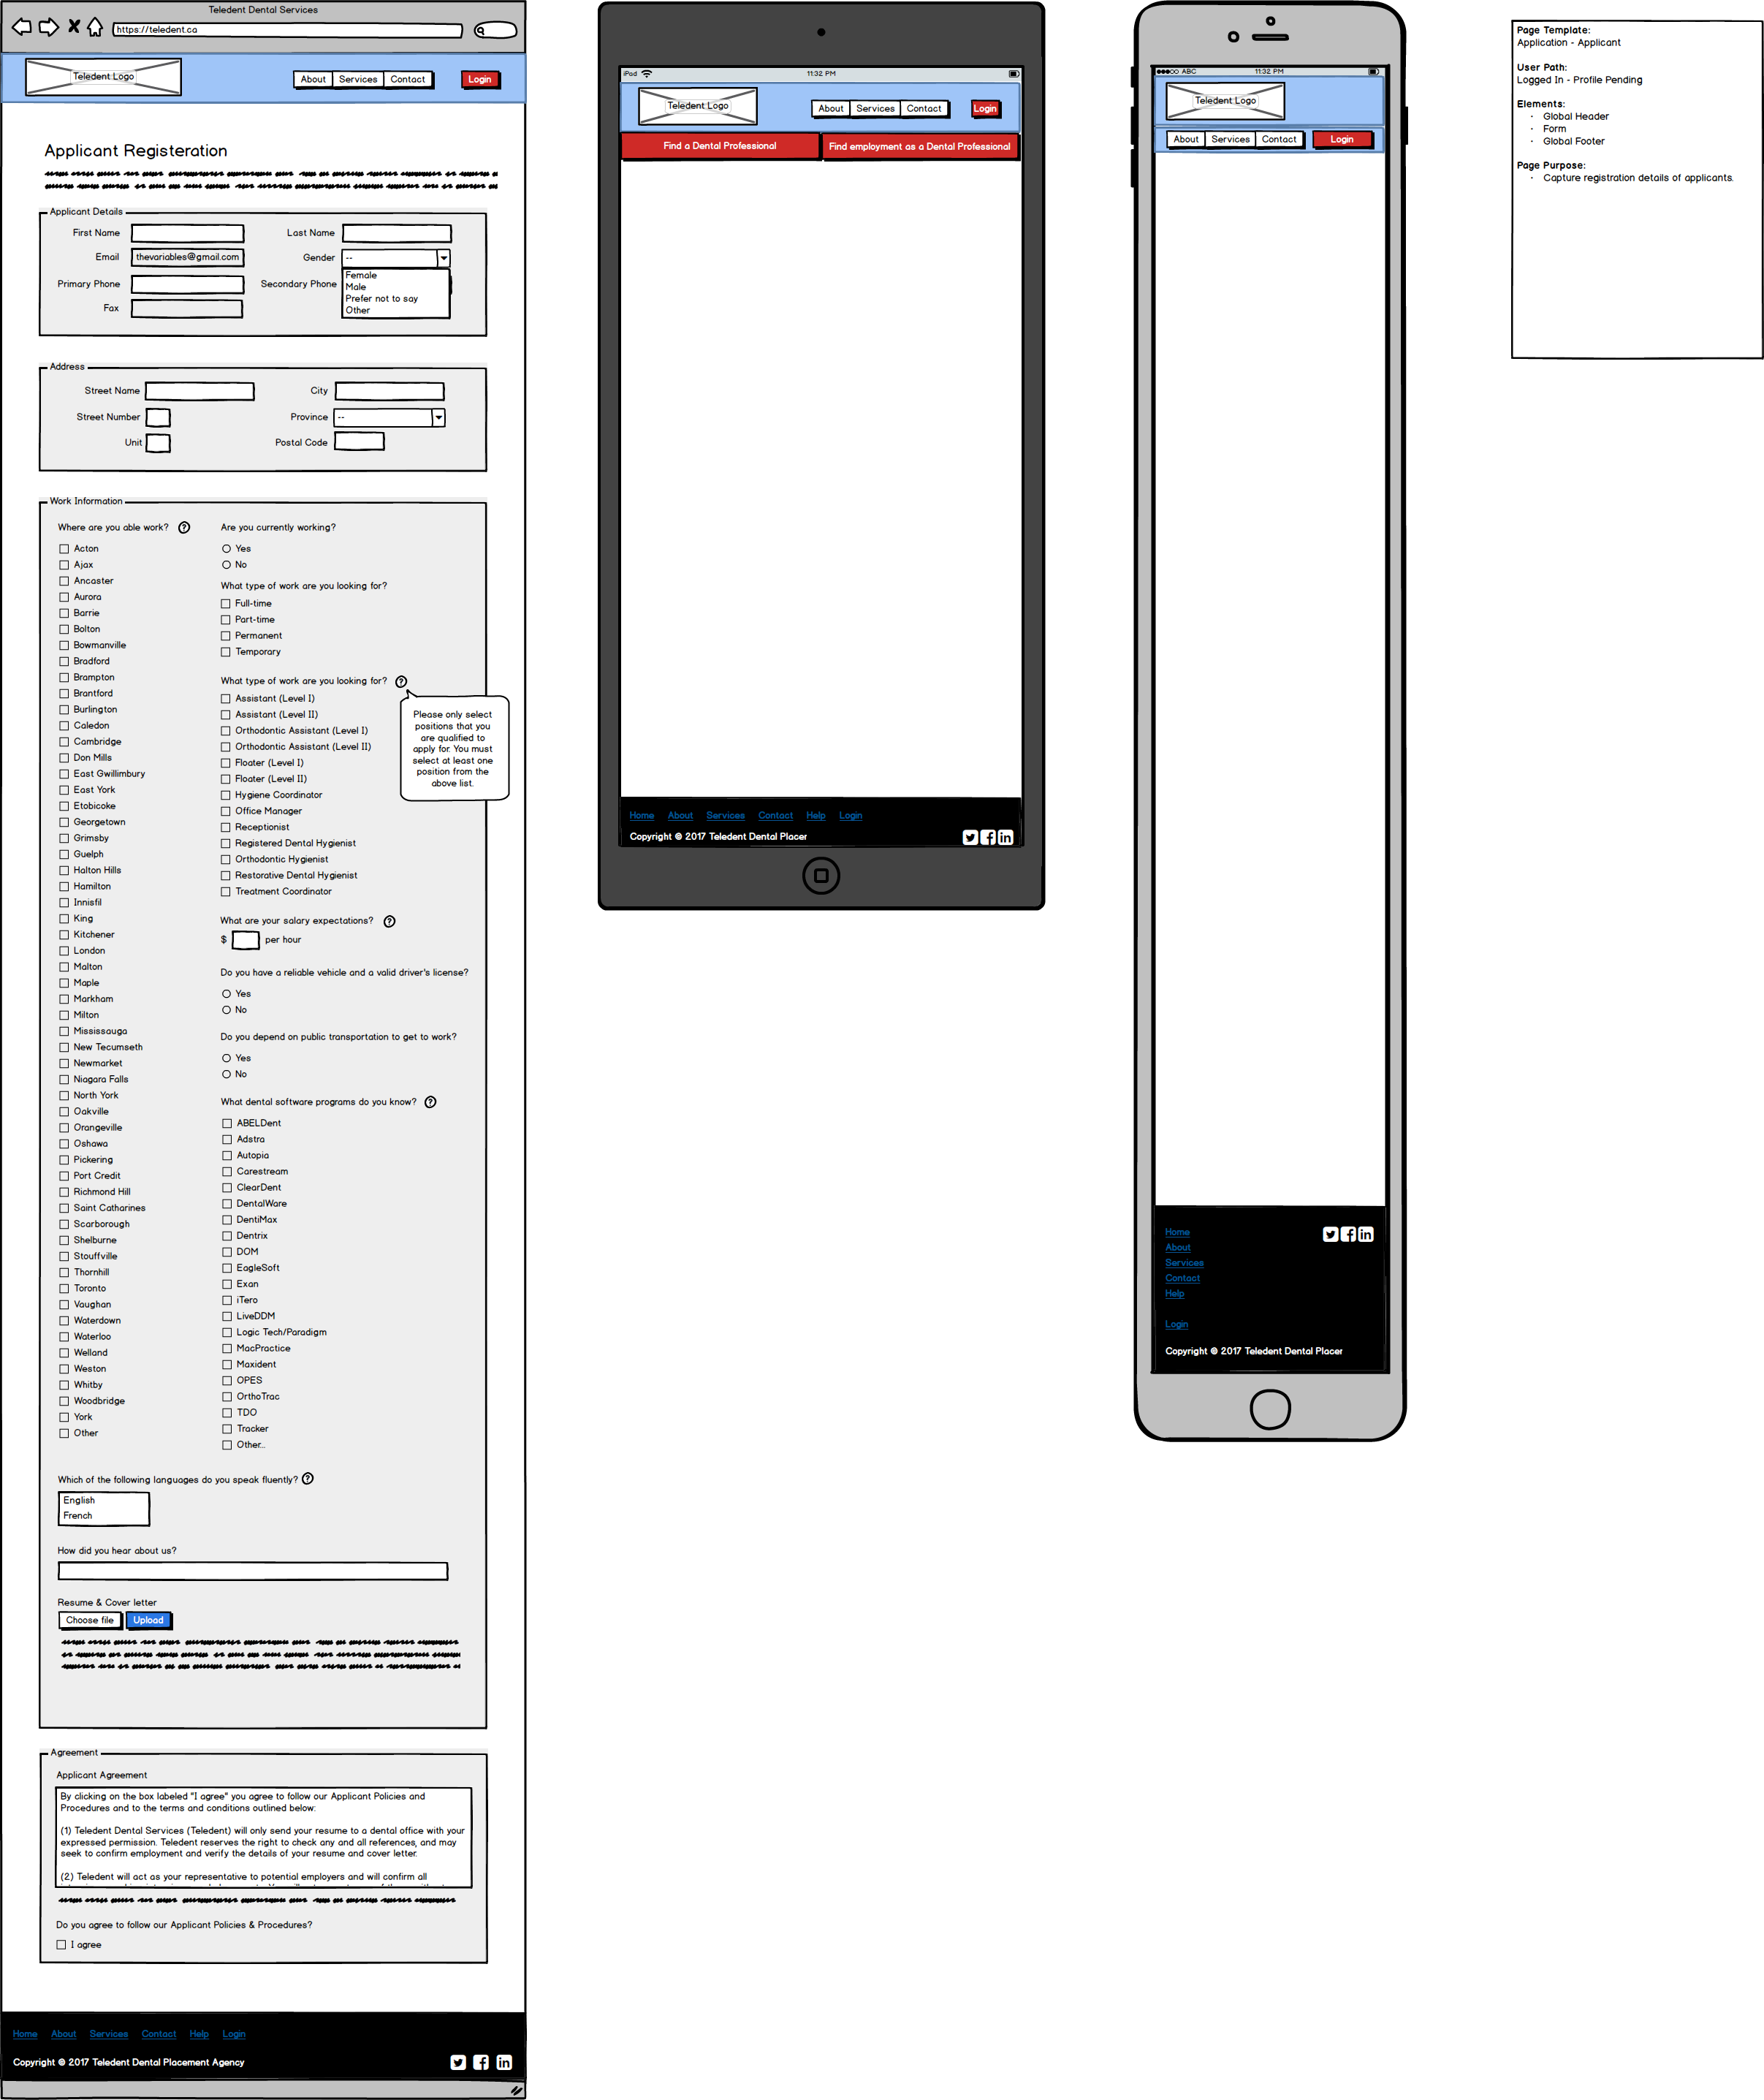 Teledent Dental Services
https://teledent.ca
Teledent Logo
About Services Contact
Login
Applicant Registeration
Applicant Details
First Name
Last Name
Email thevariables@gmail.com
Gender --
Female
Male
Prefer not to say
Other
Primary Phone
Secondary Phone
Fax
Address
Street Name
City
Street Number
Province --
Unit
Postal Code
Work Information
Where are you able work? ?
Acton
Ajax
Ancaster
Aurora
Barrie
Bolton
Bowmanville
Bradford
Brampton
Brantford
Burlington
Caledon
Cambridge
Don Mills
East Gwillimbury
East York
Etobicoke
Georgetown
Grimsby
Guelph
Halton Hills
Hamilton
Innisfil
King
Kitchener
London
Malton
Maple
Markham
Milton
Mississauga
New Tecumseth
Newmarket
Niagara Falls
North York
Oakville
Orangeville
Oshawa
Pickering
Port Credit
Richmond Hill
Saint Catharines
Scarborough
Shelburne
Stouffville
Thornhill
Toronto
Vaughan
Waterdown
Waterloo
Welland
Weston
Whitby
Woodbridge
York
Other
Are you currently working?
Yes
No
What type of work are you looking for?
Full-time
Part-time
Permanent
Temporary
What type of work are you looking for? ?
Assistant (Level I)
Assistant (Level II)
Orthodontic Assistant (Level I)
Orthodontic Assistant (Level II)
Floater (Level I)
Floater (Level II)
Hygiene Coordinator
Office Manager
Receptionist
Registered Dental Hygienist
Orthodontic Hygienist
Restorative Dental Hygienist
Treatment Coordinator
Please only select
positions that you
are qualified to
apply for. You must
select at least one
position from the
above list.
What are your salary expectations? ?
$ per hour
Do you have a reliable vehicle and a valid driver's license?
Yes
No
Do you depend on public transportation to get to work?
Yes
No
What dental software programs do you know? ?
ABELDent
Adstra
Autopia
Carestream
ClearDent
DentalWare
DentiMax
Dentrix
DOM
EagleSoft
Exan
iTero
LiveDDM
Logic Tech/Paradigm
MacPractice
Maxident
OPES
OrthoTrac
TDO
Tracker
Other...
Which of the following languages do you speak fluently? ?
English
French
How did you hear about us?
Resume & Cover letter
Choose file Upload
Agreement
Applicant Agreement
By clicking on the box labeled "I agree" you agree to follow our Applicant Policies and
Procedures and to the terms and conditions outlined below:
(1) Teledent Dental Services (Teledent) will only send your resume to a dental office with your
expressed permission. Teledent reserves the right to check any and all references, and may
seek to confirm employment and verify the details of your resume and cover letter.
(2) Teledent will act as your representative to potential employers and will confirm all
Do you agree to follow our Applicant Policies & Procedures?
I agree
Home About Services Contact Help Login
Copyright © 2017 Teledent Dental Placement Agency
iPod
11:32 PM
Teledent Logo
About Services Contact
Login
Find a Dental Professional
Find employment as a Dental Professional
Home About Services Contact Help Login
Copyright © 2017 Teledent Dental Placer
ABC
11:32 PM
Teledent Logo
About Services Contact
Login
Home
About
Services
Contact
Help
Login
Copyright © 2017 Teledent Dental Placer
Page Template:
Application - Applicant
User Path:
Logged In - Profile Pending
Elements:
· Global Header
· Form
· Global Footer
Page Purpose:
· Capture registration details of applicants.